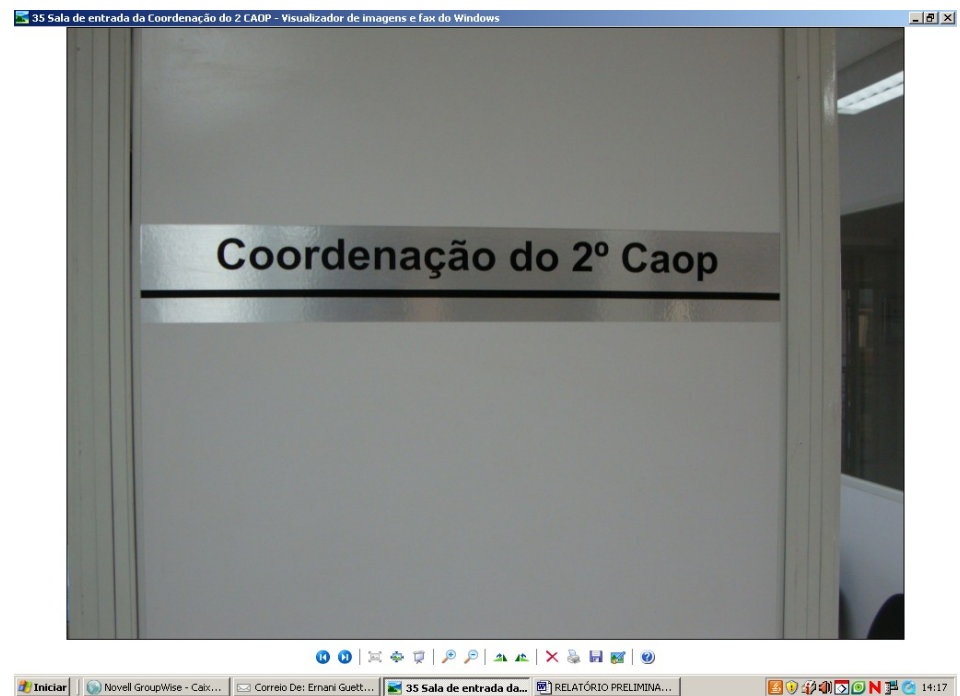 35 Sala de entrada da Coordenação do 2 CAOP - Visualizador de imagens e fax do Windows
Coordenação do 2º Caop
Iniciar
Novell GroupWise - Caix...
Correio De: Ernani Guett...
35 Sala de entrada da...
RELATÓRIO PRELIMINA...
14:17